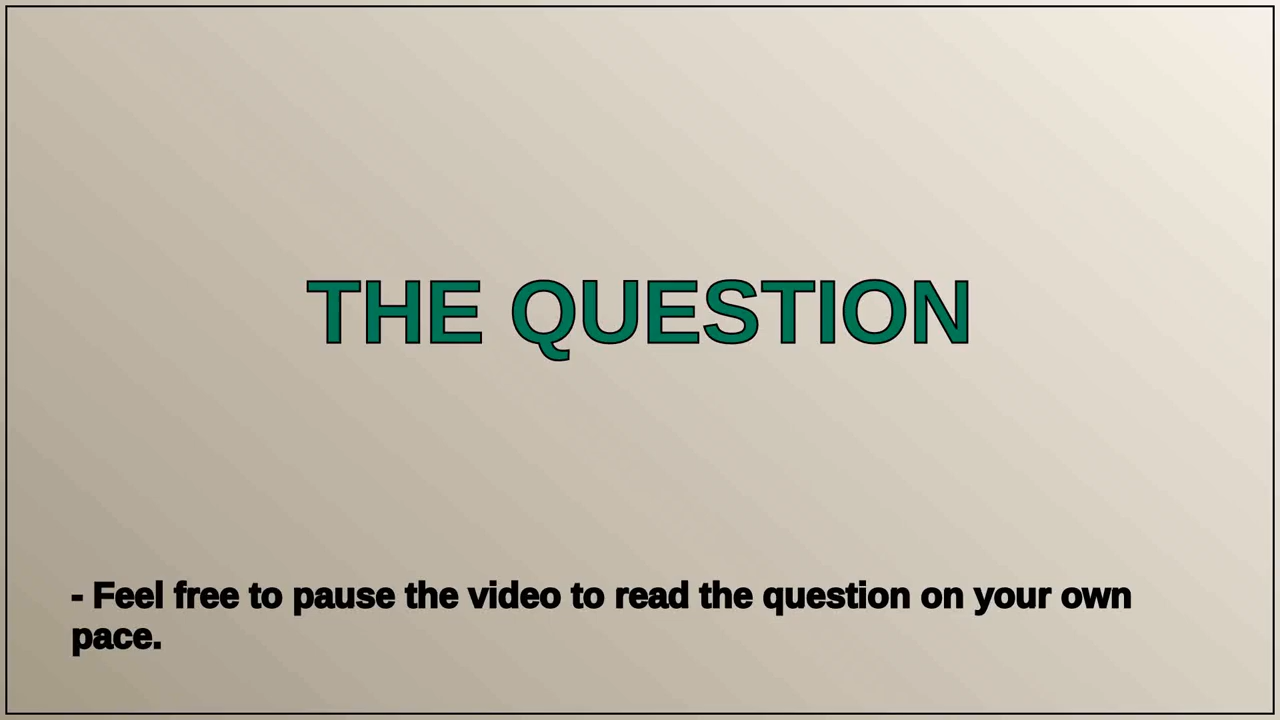 THE QUESTION
- Feel free to pause the video to read the question on your own
pace.